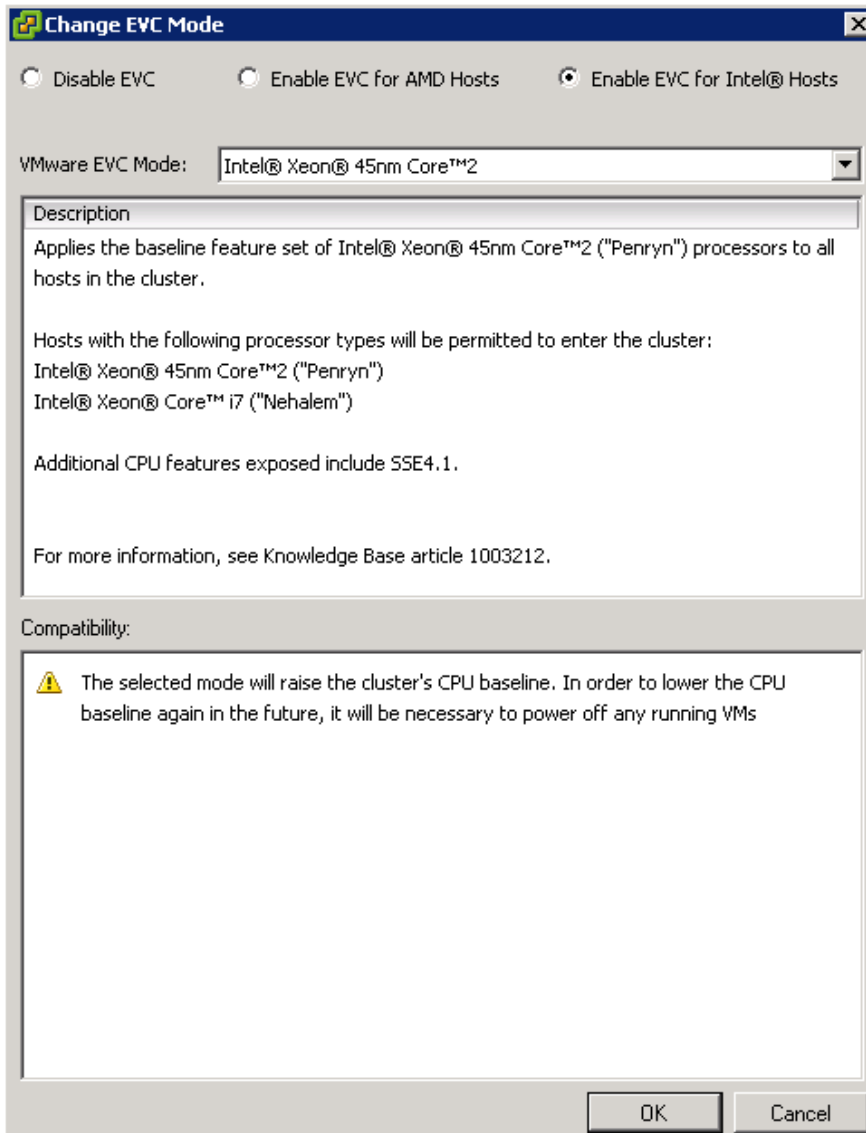 Change EVC Mode
Disable EVC
Enable EVC for AMD Hosts
Enable EVC for Intel® Hosts
VMware EVC Mode:
Intel® Xeon® 45nm Core™2
Description
Applies the baseline feature set of Intel® Xeon® 45nm Core™2 ("Penryn") processors to all
hosts in the cluster.
Hosts with the following processor types will be permitted to enter the cluster:
Intel® Xeon® 45nm Core™2 ("Penryn")
Intel® Xeon® Core™ i7 ("Nehalem")
Additional CPU features exposed include SSE4.1.
For more information, see Knowledge Base article 1003212.
Compatibility:
The selected mode will raise the cluster's CPU baseline. In order to lower the CPU
baseline again in the future, it will be necessary to power off any running VMs
OK
Cancel